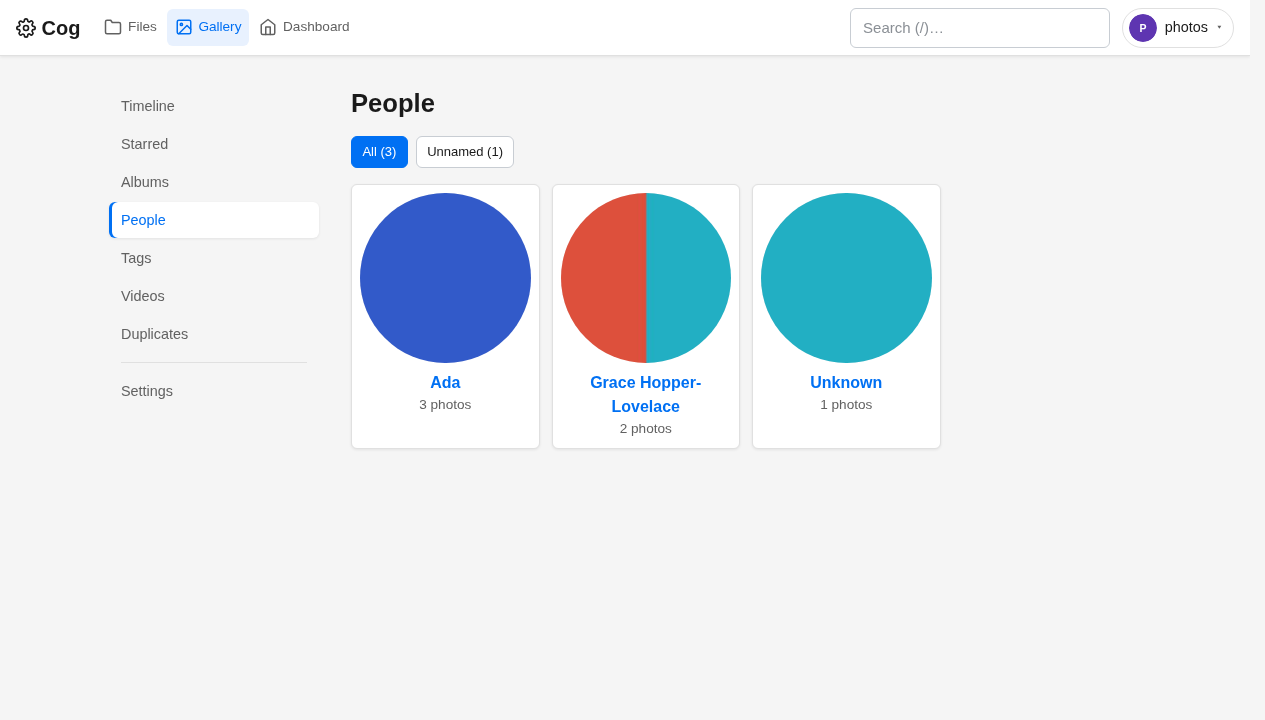 Cog
Files
Gallery
Dashboard
Search (/)…
P
photos
Timeline
Starred
Albums
People
Tags
Videos
Duplicates
Settings
People
All (3)
Unnamed (1)
Ada
3 photos
Grace Hopper-
Lovelace
2 photos
Unknown
1 photos